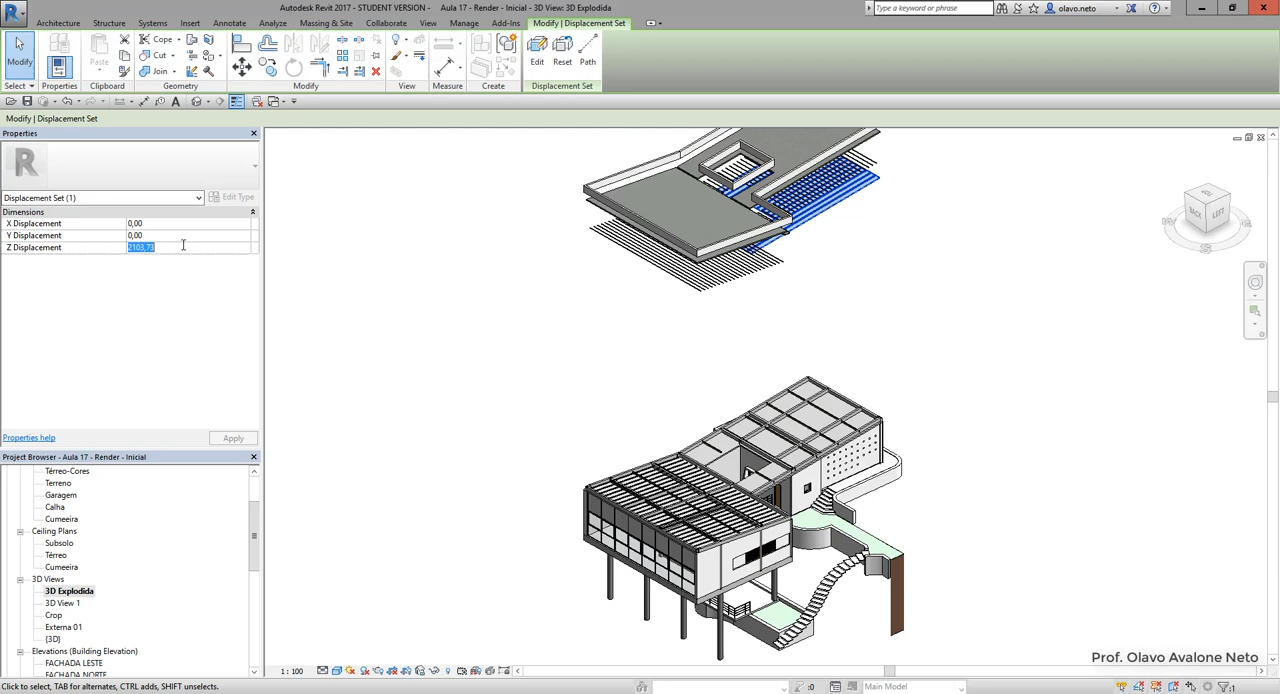 Autodesk Revit 2017 - STUDENT VERSION - Aula 17 - Render - Inicial - 3D View: 3D Explodida
Type a keyword or phrase
olavo.neto
Architecture Structure Systems Insert Annotate Analyze Massing & Site Collaborate View Manage Add-Ins Modify | Displacement Set
Modify Paste Cope Cut Join Edit Reset Path
Select Properties Clipboard Geometry Modify View Measure Create Displacement Set
Modify | Displacement Set
Properties
R
Displacement Set (1) Edit Type
Dimensions
X Displacement 0,00
Y Displacement 0,00
Z Displacement 2103,73
Properties help Apply
Project Browser - Aula 17 - Render - Inicial
Térreo-Cores
Terreno
Garagem
Calha
Cumeeira
Ceiling Plans
Subsolo
Térreo
Cumeeira
3D Views
3D Explodida
3D View 1
Crop
Externa 01
{3D}
Elevations (Building Elevation)
FACHADA LESTE
FACHADA NORTE
BACK LEFT
1 : 100
Prof. Olavo Avalone Neto
Click to select, TAB for alternates, CTRL adds, SHIFT unselects.
:0 Main Model :1